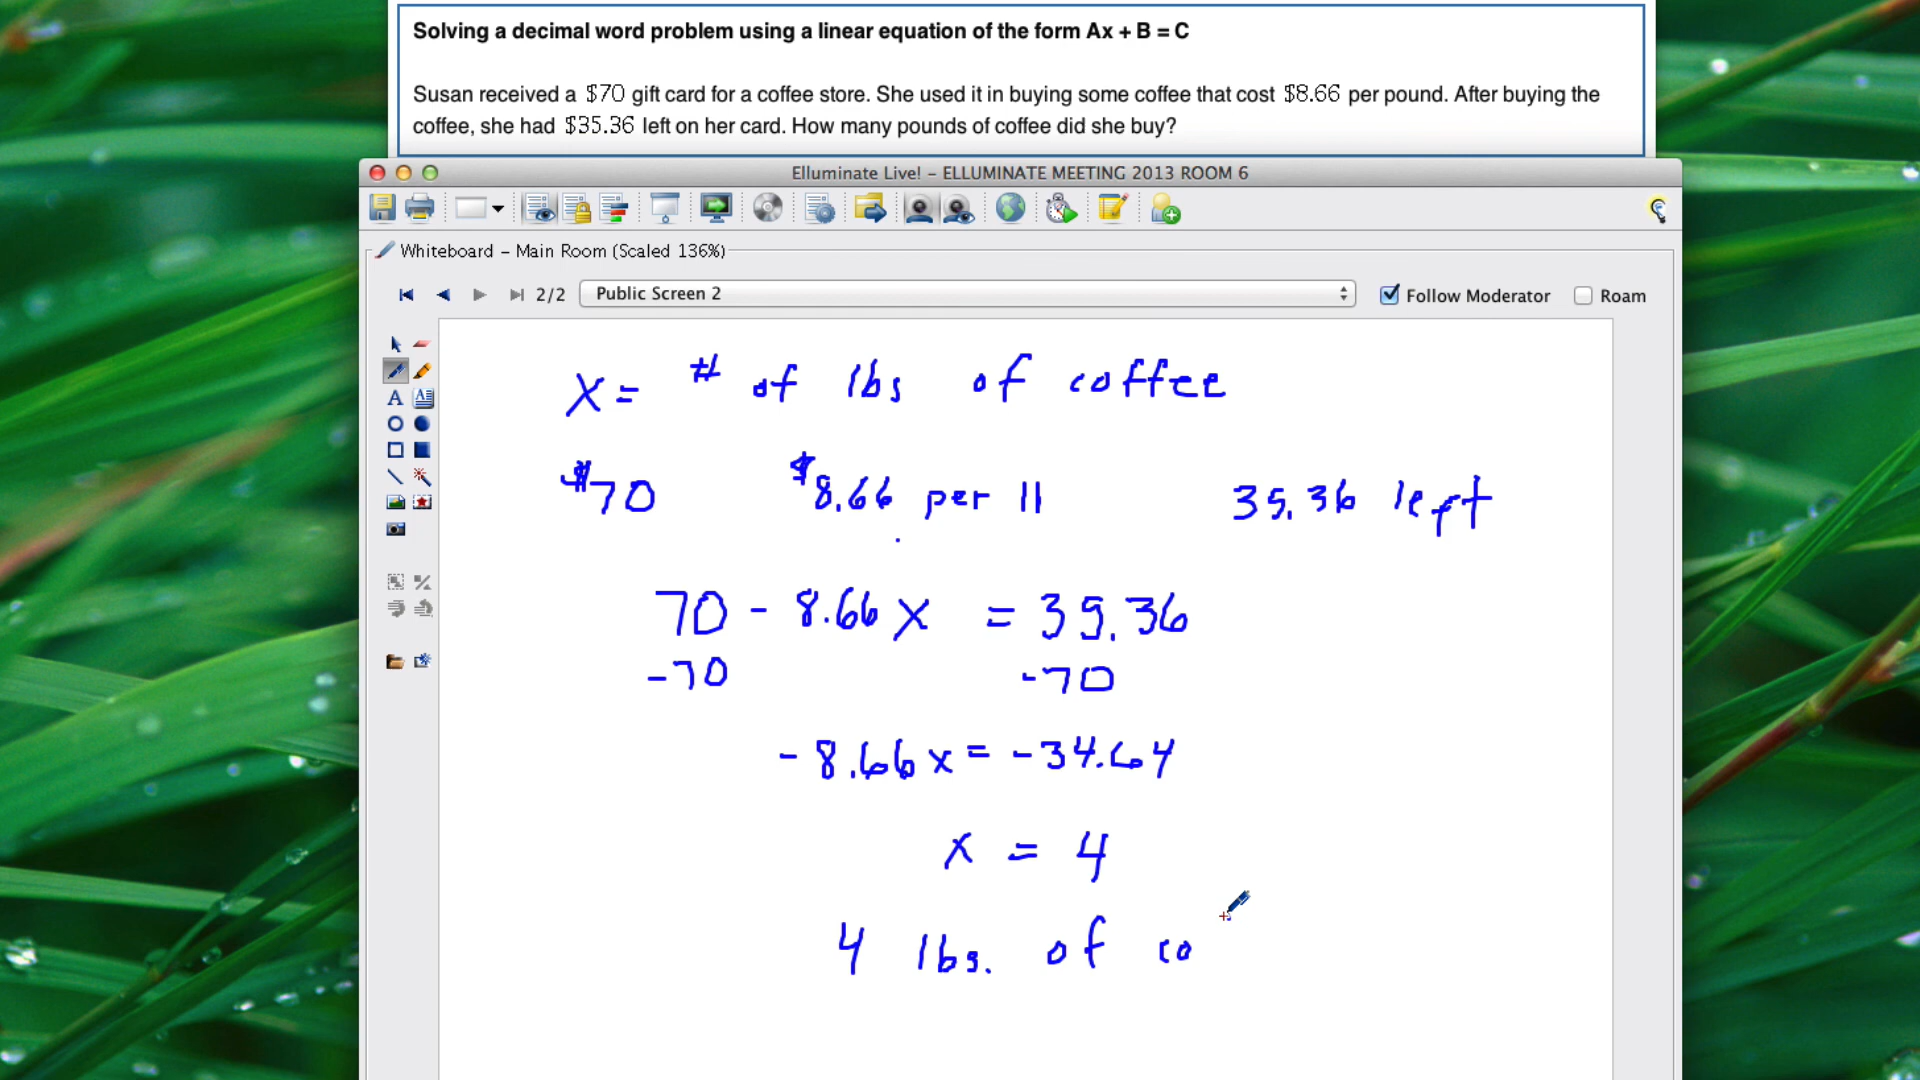 Solving a decimal word problem using a linear equation of the form Ax + B = C
Susan received a $70 gift card for a coffee store. She used it in buying some coffee that cost $8.66 per pound. After buying the
coffee, she had $35.36 left on her card. How many pounds of coffee did she buy?
Elluminate Live! – ELLUMINATE MEETING 2013 ROOM 6
Whiteboard – Main Room (Scaled 136%)
2/2 Public Screen 2 Follow Moderator Roam
x = # of lbs of coffee
$70 $8.66 per ll 35.36 left
70 - 8.66 x = 35.36
-70 -70
-8.66 x = -34.64
x = 4
4 lbs. of co